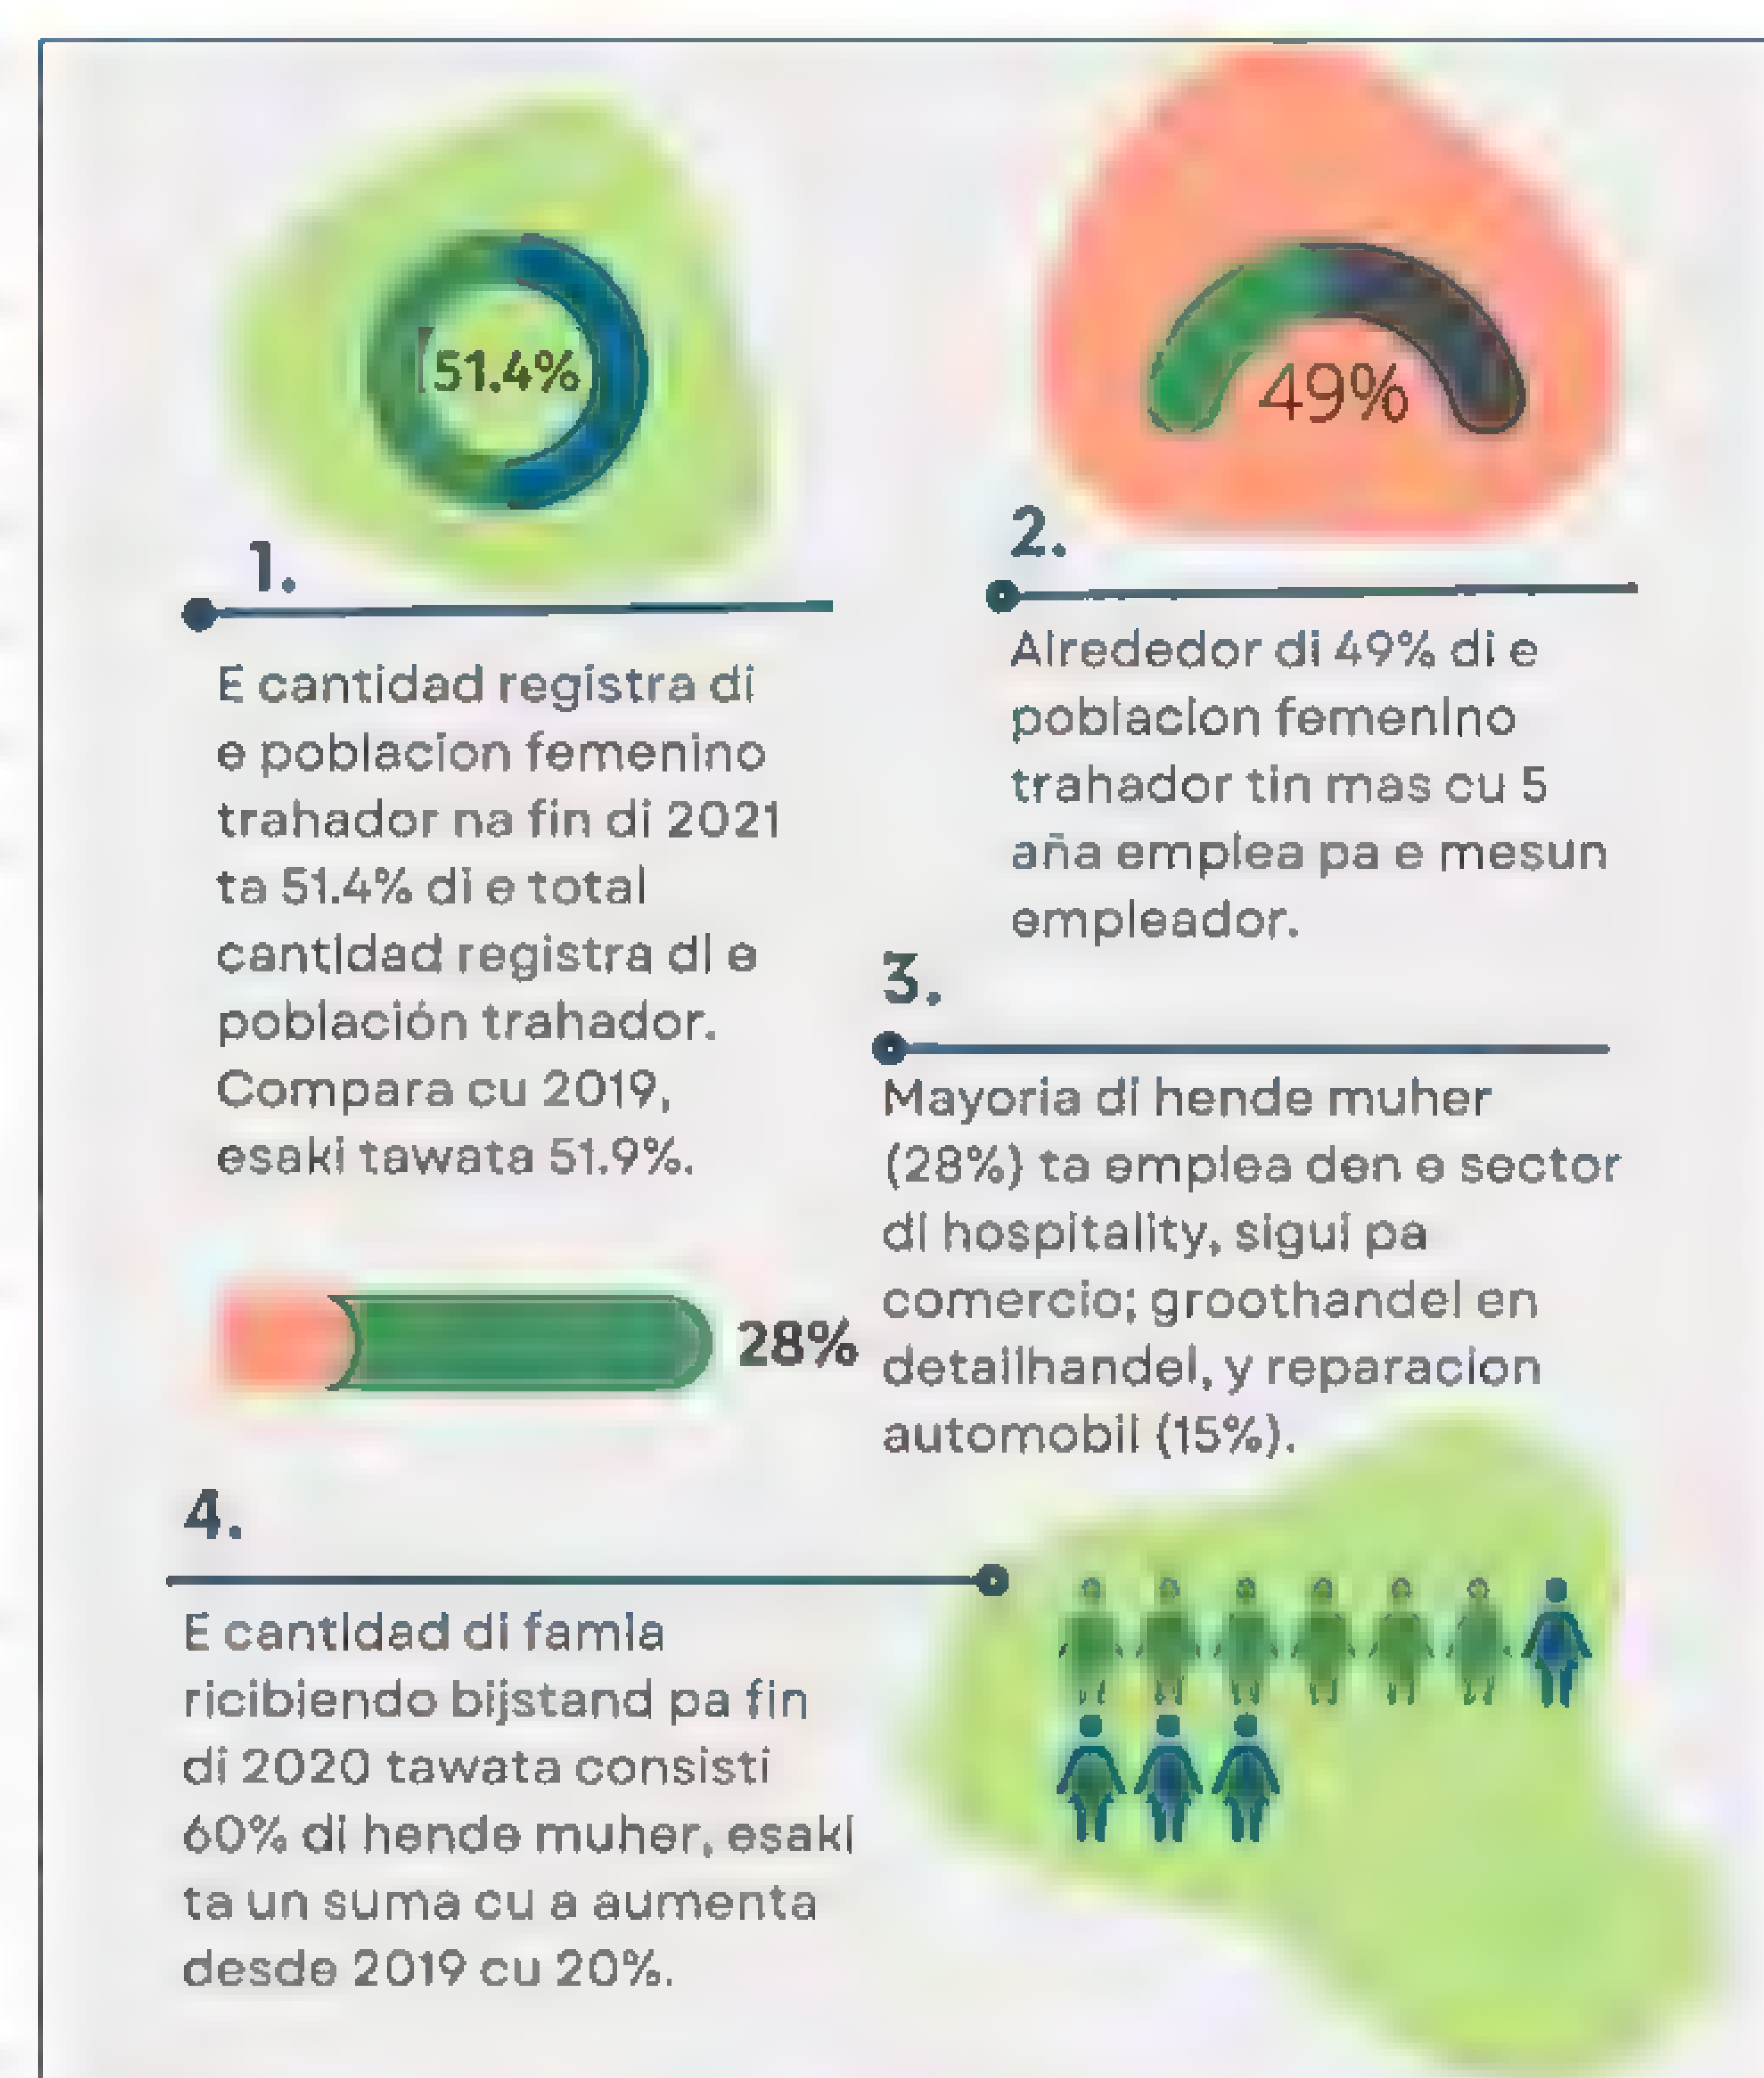 51.4%
1.
E cantidad registra di
e poblacion femenino
trahador na fin di 2021
ta 51.4% di e total
cantidad registra di e
población trahador.
Compara cu 2019,
esaki tawata 51.9%.
49%
2.
Alrededor di 49% di e
poblacion femenino
trahador tin mas cu 5
aña emplea pa e mesun
empleador.
3.
Mayoria di hende muher
(28%) ta emplea den e sector
di hospitality, sigui pa
comercio; groothandel en
detailhandel, y reparacion
automobil (15%).
28%
4.
E cantidad di famia
ricibiendo bijstand pa fin
di 2020 tawata consisti
60% di hende muher, esaki
ta un suma cu a aumenta
desde 2019 cu 20%.